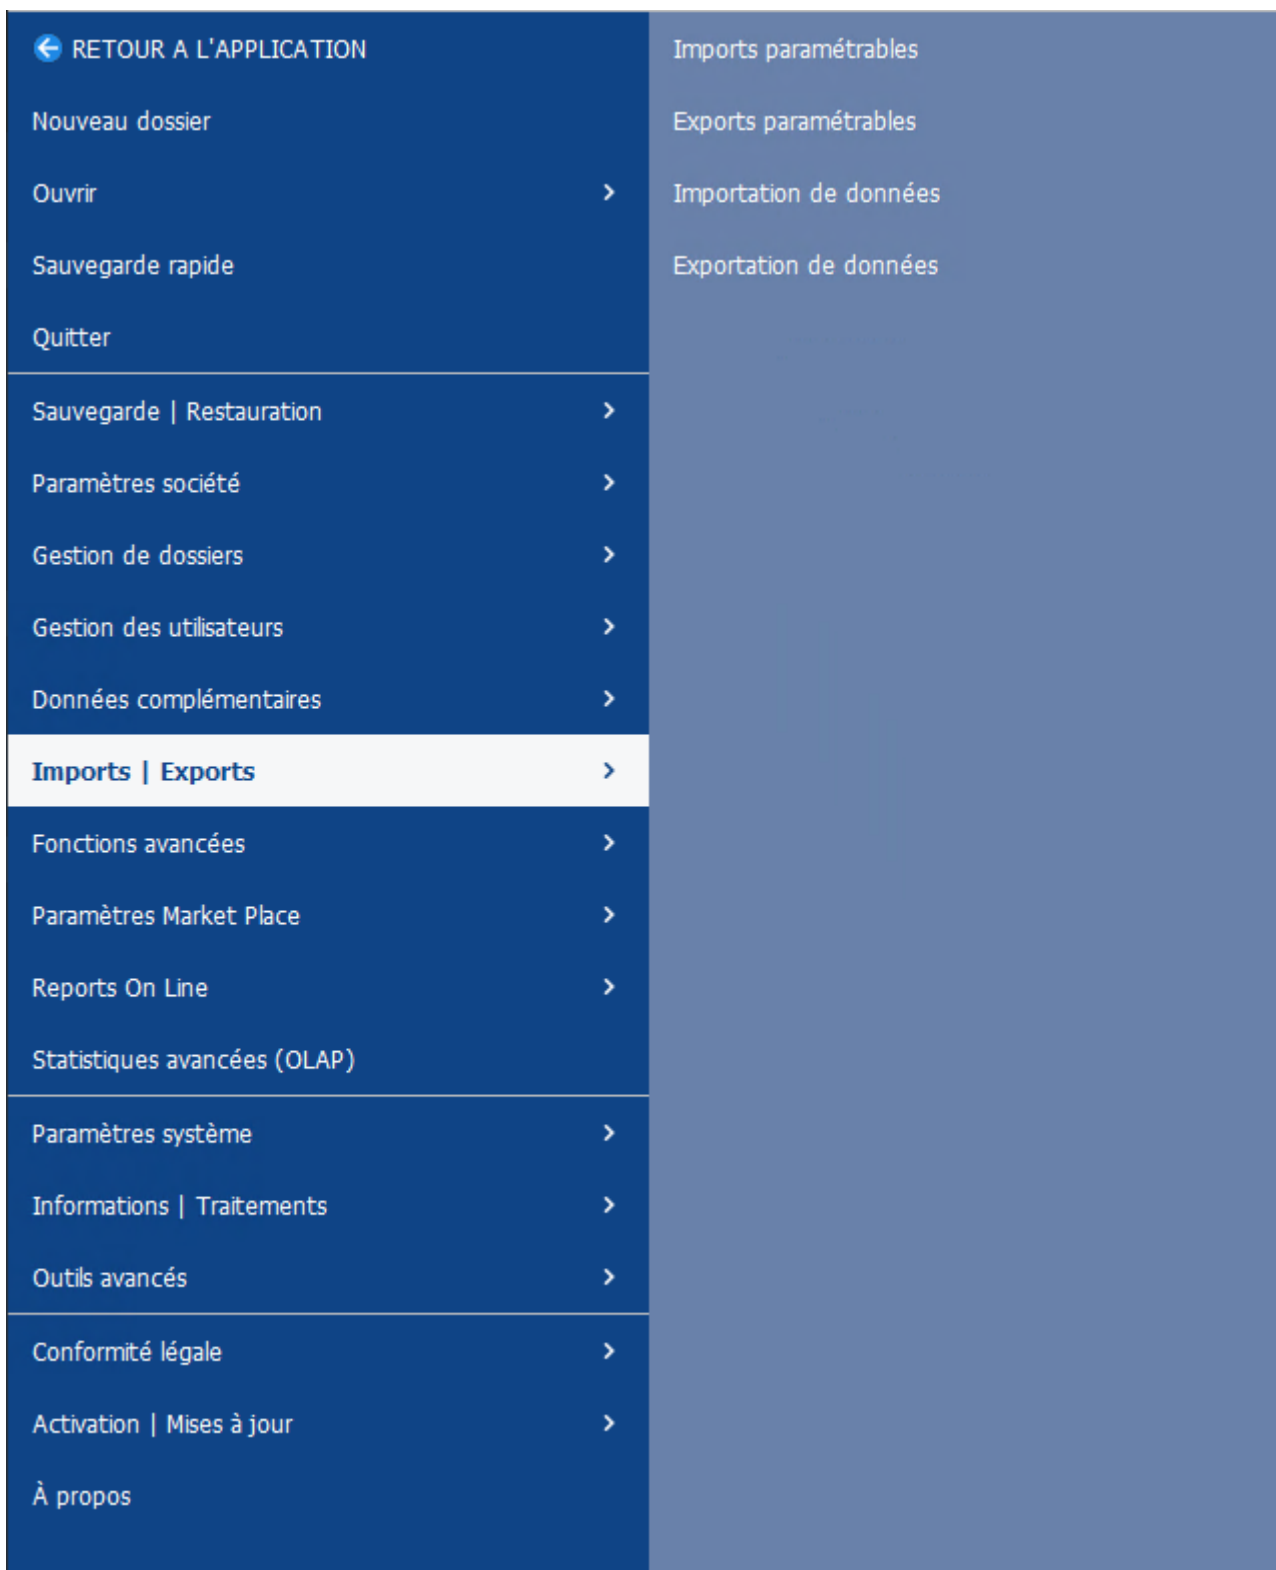 RETOUR A L'APPLICATION
Nouveau dossier
Ouvrir
Sauvegarde rapide
Quitter
Sauvegarde | Restauration
Paramètres société
Gestion de dossiers
Gestion des utilisateurs
Données complémentaires
Imports | Exports
Fonctions avancées
Paramètres Market Place
Reports On Line
Statistiques avancées (OLAP)
Paramètres système
Informations | Traitements
Outils avancés
Conformité légale
Activation | Mises à jour
À propos
Imports paramétrables
Exports paramétrables
Importation de données
Exportation de données